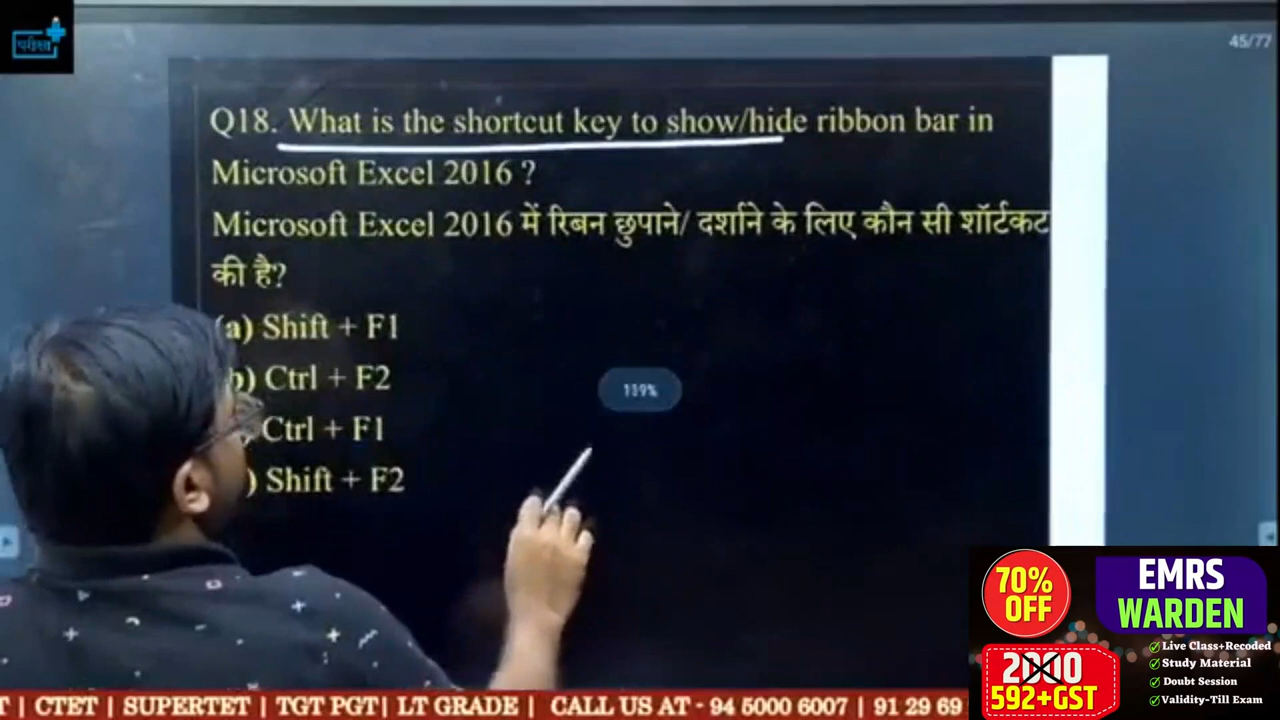 परीक्षा
45/77
Q18. What is the shortcut key to show/hide ribbon bar in
Microsoft Excel 2016 ?
Microsoft Excel 2016 में रिबन छुपाने/ दर्शाने के लिए कौन सी शॉर्टकट
की है?
(a) Shift + F1
b) Ctrl + F2
Ctrl + F1
) Shift + F2
139%
70%
OFF
EMRS
WARDEN
2000
592+GST
Live Class+Recoded
Study Material
Doubt Session
Validity-Till Exam
T | CTET | SUPERTET | TGT PGT | LT GRADE | CALL US AT - 94 5000 6007 | 91 29 69